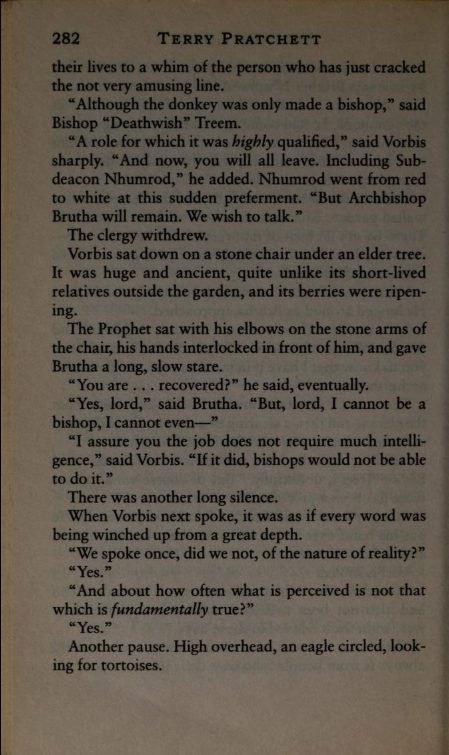 282 TERRY PRATCHETT
their lives to a whim of the person who has just cracked
the not very amusing line.
“Although the donkey was only made a bishop,” said
Bishop “Deathwish” Treem.
“A role for which it was highly qualified,” said Vorbis
sharply. “And now, you will all leave. Including Sub-
deacon Nhumrod,” he added. Nhumrod went from red
to white at this sudden preferment. “But Archbishop
Brutha will remain. We wish to talk.”
The clergy withdrew.
Vorbis sat down on a stone chair under an elder tree.
It was huge and ancient, quite unlike its short-lived
relatives outside the garden, and its berries were ripen-
ing.
The Prophet sat with his elbows on the stone arms of
the chair, his hands interlocked in front of him, and gave
Brutha a long, slow stare.
“You are . . . recovered?” he said, eventually.
“Yes, lord,” said Brutha. “But, lord, I cannot be a
bishop, I cannot even—”
“I assure you the job does not require much intelli-
gence,” said Vorbis. “If it did, bishops would not be able
to do it.”
There was another long silence.
When Vorbis next spoke, it was as if every word was
being winched up from a great depth.
“We spoke once, did we not, of the nature of reality?”
“Yes.”
“And about how often what is perceived is not that
which is fundamentally true?”
“Yes.”
Another pause. High overhead, an eagle circled, look-
ing for tortoises.